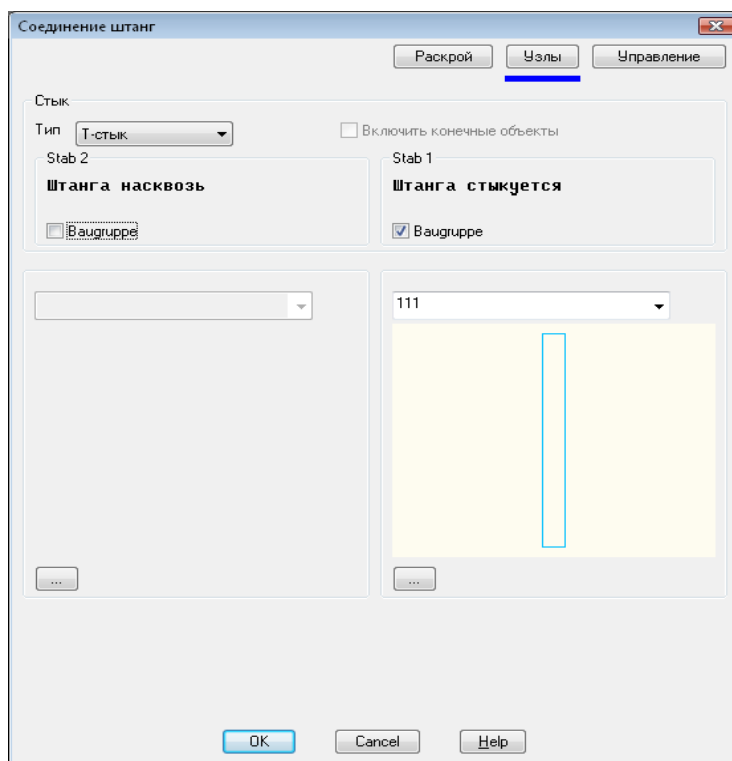 Соединение штанг
Раскрой Узлы Управление
Стык
Тип Т-стык Включить конечные объекты
Stab 2 Stab 1
Штанга насквозь Штанга стыкуется
Baugruppe Baugruppe
111
... ...
OK Cancel Help